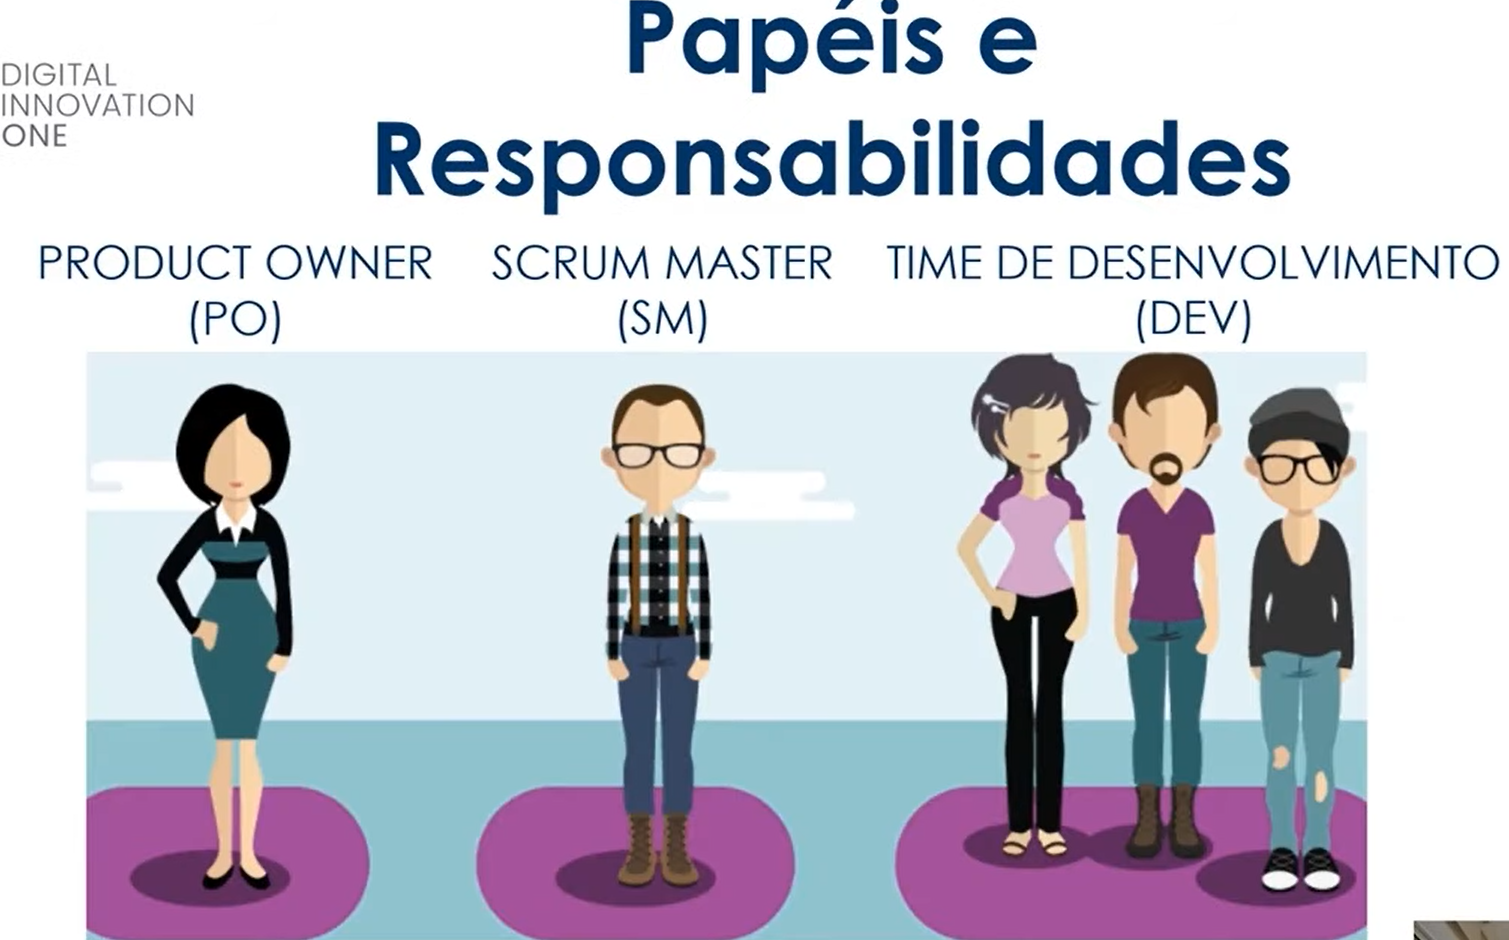 Papéis e
Responsabilidades
DIGITAL
INNOVATION
ONE
PRODUCT OWNER
(PO)
SCRUM MASTER
(SM)
TIME DE DESENVOLVIMENTO
(DEV)